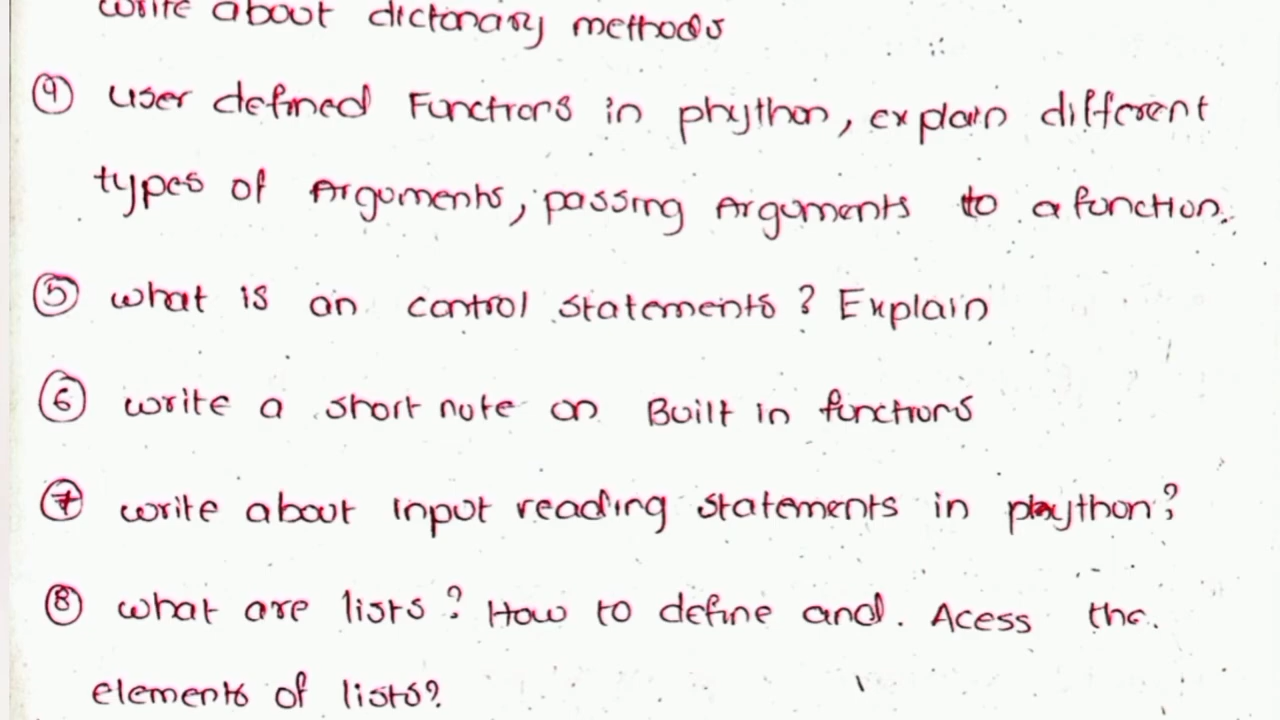 write about dictonary methods
④ user defined Functions in phython, explain different
types of Arguments, passing Arguments to a function.
⑤ what is an control statements? Explain
⑥ write a short note on Built in functions
⑦ write about input reading statements in phython?
⑧ what are lists? How to define and. Acess the.
elements of lists?